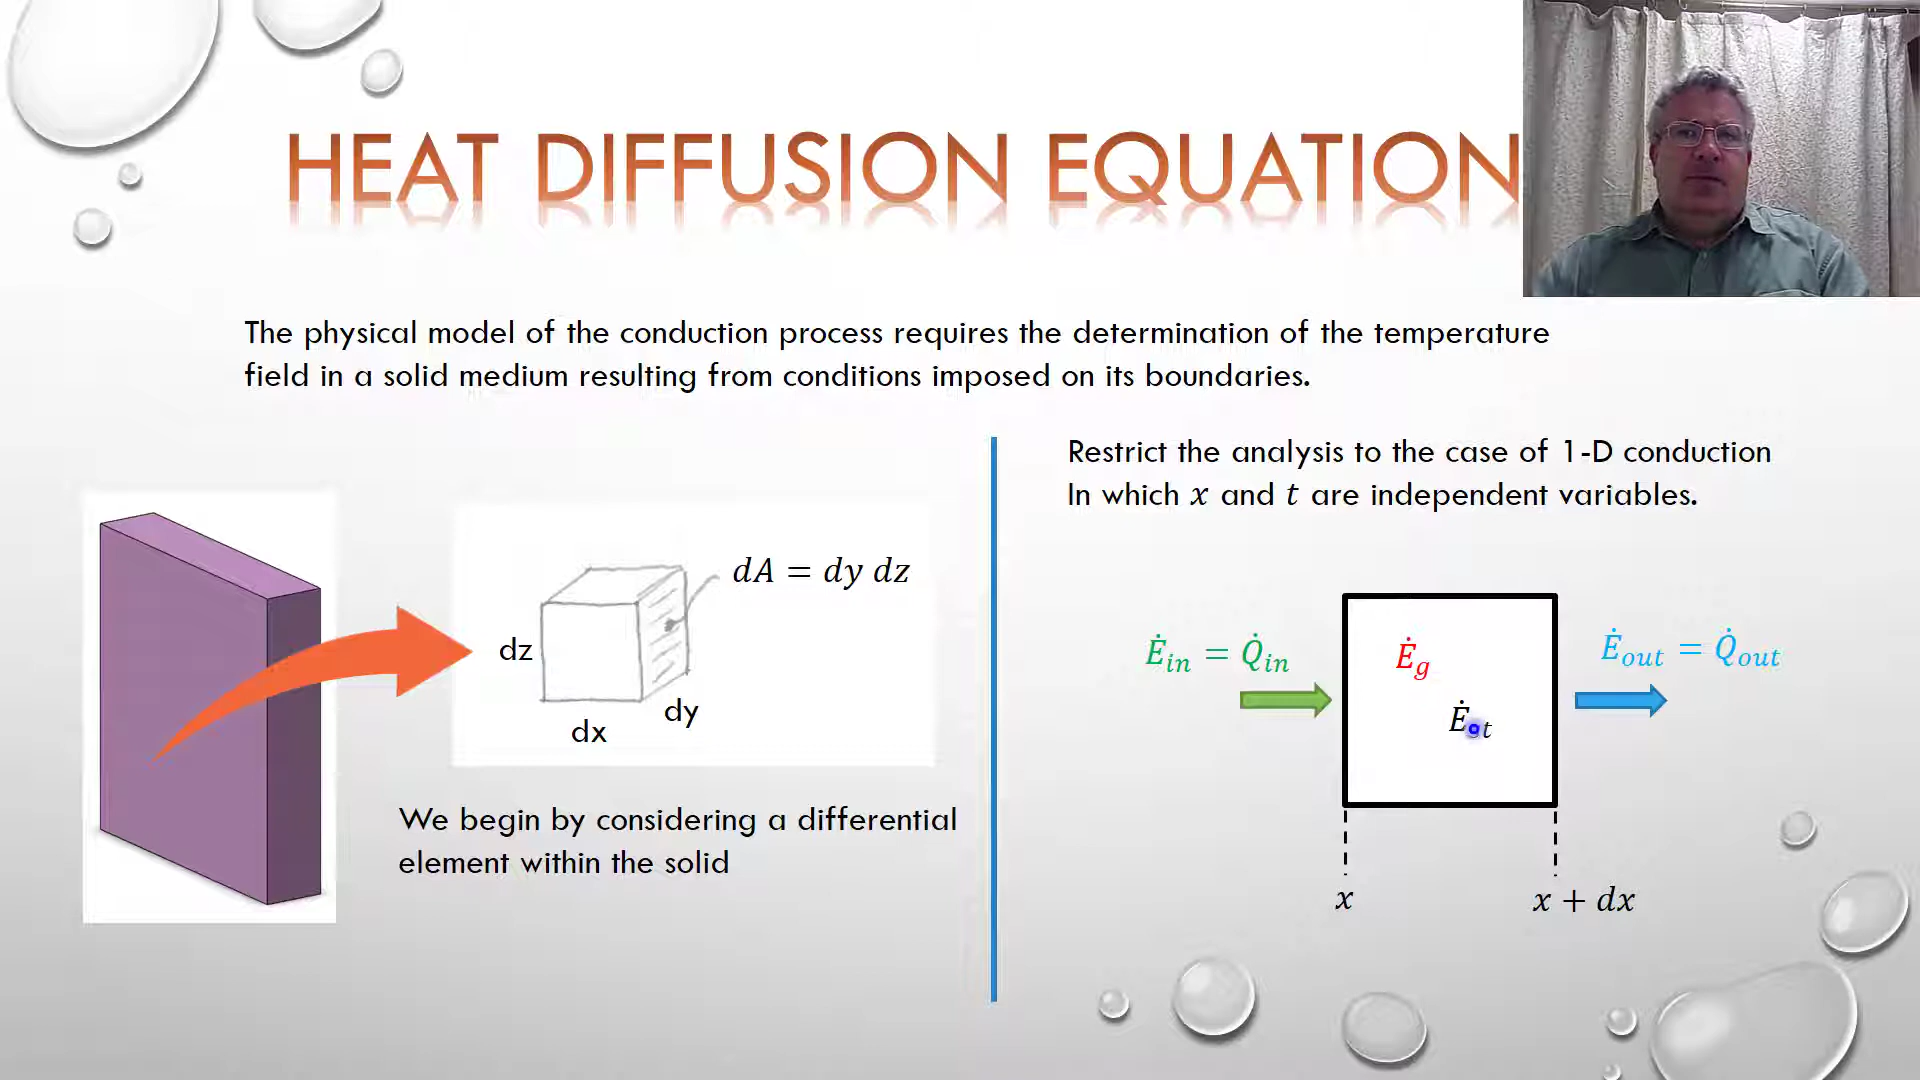 HEAT DIFFUSION EQUATION
The physical model of the conduction process requires the determination of the temperature
field in a solid medium resulting from conditions imposed on its boundaries.
dA = dy dz
dz
dy
dx
We begin by considering a differential
element within the solid
Restrict the analysis to the case of 1-D conduction
In which x and t are independent variables.
Ė_in = Q̇_in
Ė_g
Ė_out = Q̇_out
x
x + dx